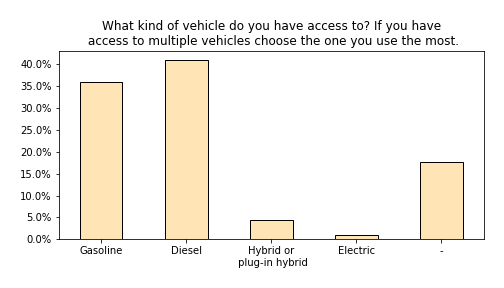 What kind of vehicle do you have access to? If you have
access to multiple vehicles choose the one you use the most.
40.0%
35.0%
30.0%
25.0%
20.0%
15.0%
10.0%
5.0%
0.0%
Gasoline
Diesel
Hybrid or
plug-in hybrid
Electric
-